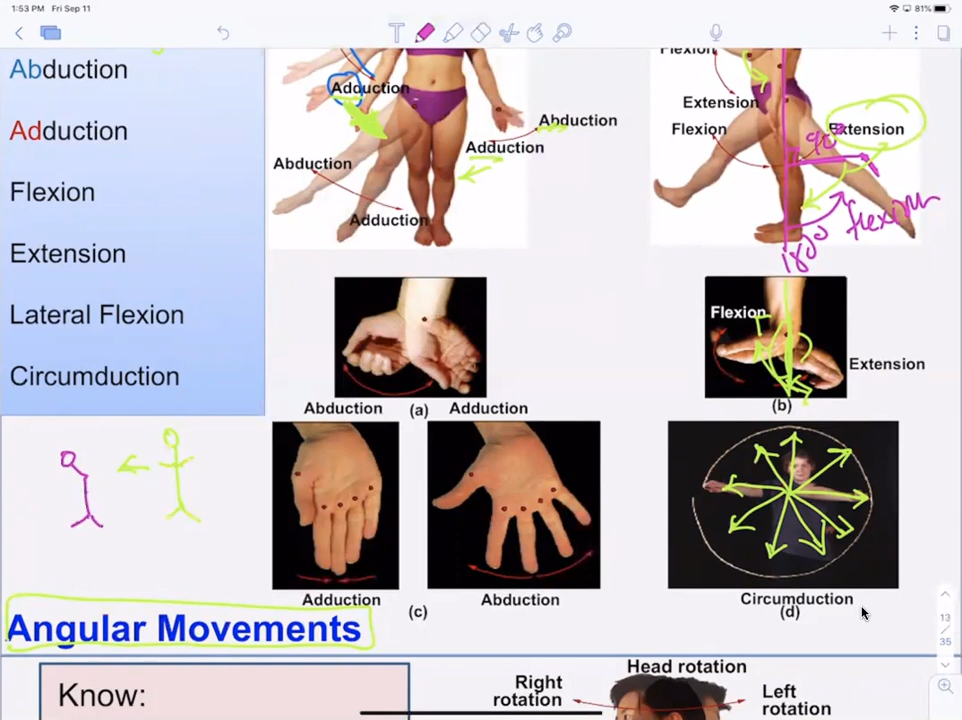 1:53 PM Fri Sep 11
81%
T
Abduction
Adduction
Flexion
Extension
Lateral Flexion
Circumduction
Adduction
Abduction
Adduction
Abduction
Adduction
Flexion
Extension
Flexion
Extension
90°
180°
flexion
Abduction
(a)
Adduction
Flexion
Extension
(b)
Adduction
(c)
Abduction
Circumduction
(d)
Angular Movements
13
/
35
Know:
Head rotation
Right
rotation
Left
rotation